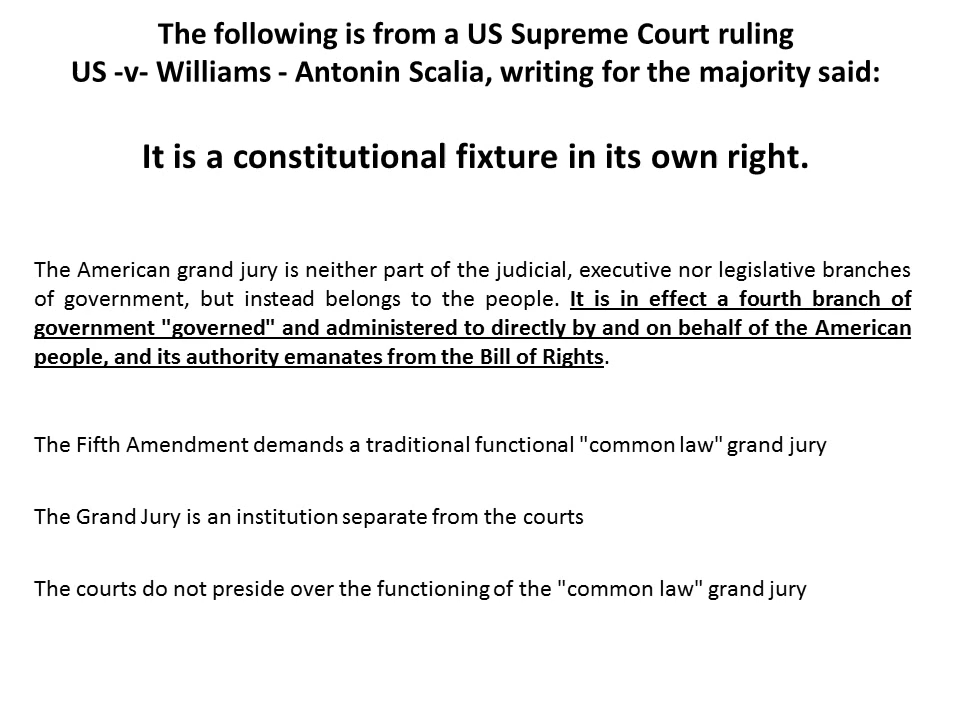 The following is from a US Supreme Court ruling
US -v- Williams - Antonin Scalia, writing for the majority said:
It is a constitutional fixture in its own right.
The American grand jury is neither part of the judicial, executive nor legislative branches
of government, but instead belongs to the people. It is in effect a fourth branch of
government "governed" and administered to directly by and on behalf of the American
people, and its authority emanates from the Bill of Rights.
The Fifth Amendment demands a traditional functional "common law" grand jury
The Grand Jury is an institution separate from the courts
The courts do not preside over the functioning of the "common law" grand jury